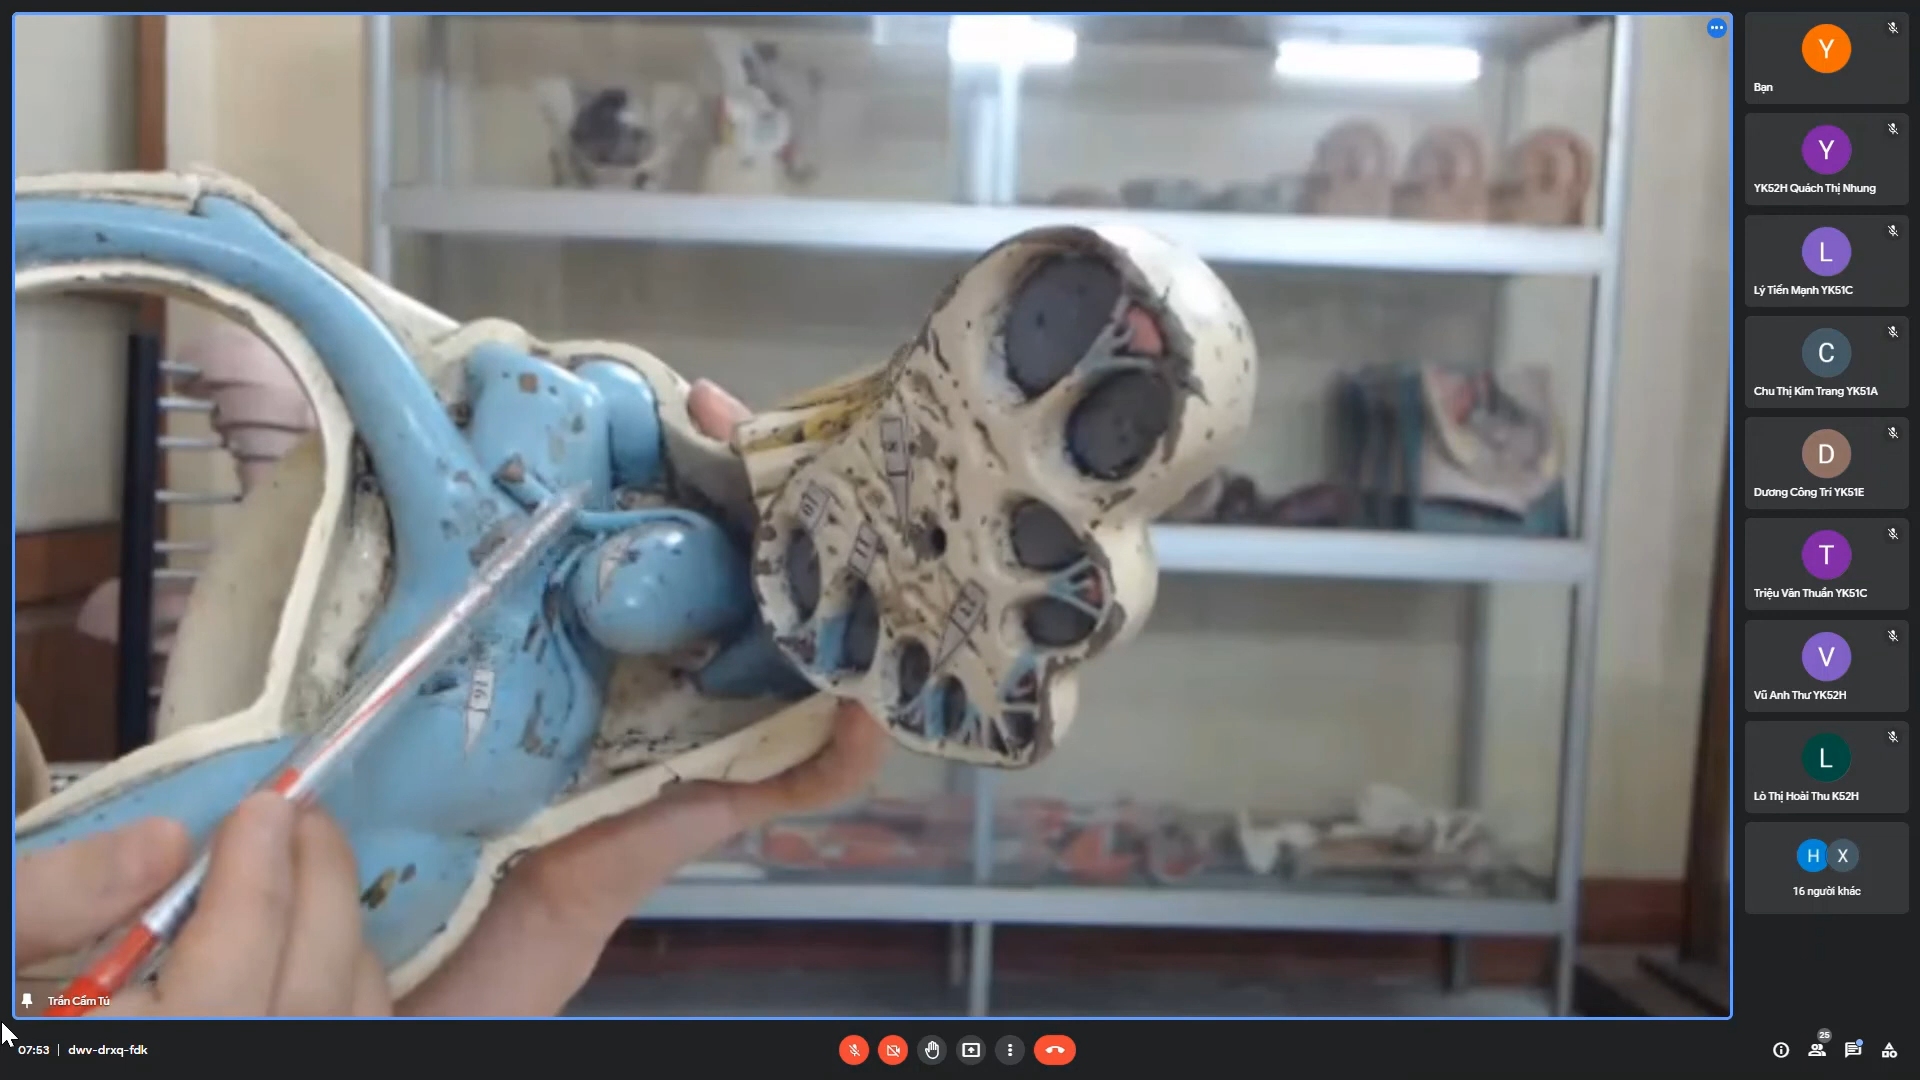 Y
Bạn
Y
YK52H Quách Thị Nhung
L
Lý Tiến Mạnh YK51C
C
Chu Thị Kim Trang YK51A
D
Dương Công Trí YK51E
T
Triệu Văn Thuấn YK51C
V
Vũ Anh Thư YK52H
L
Lò Thị Hoài Thu K52H
H X
16 người khác
16
11
Trần Cẩm Tú
07:53 | dwv-drxq-fdk
25